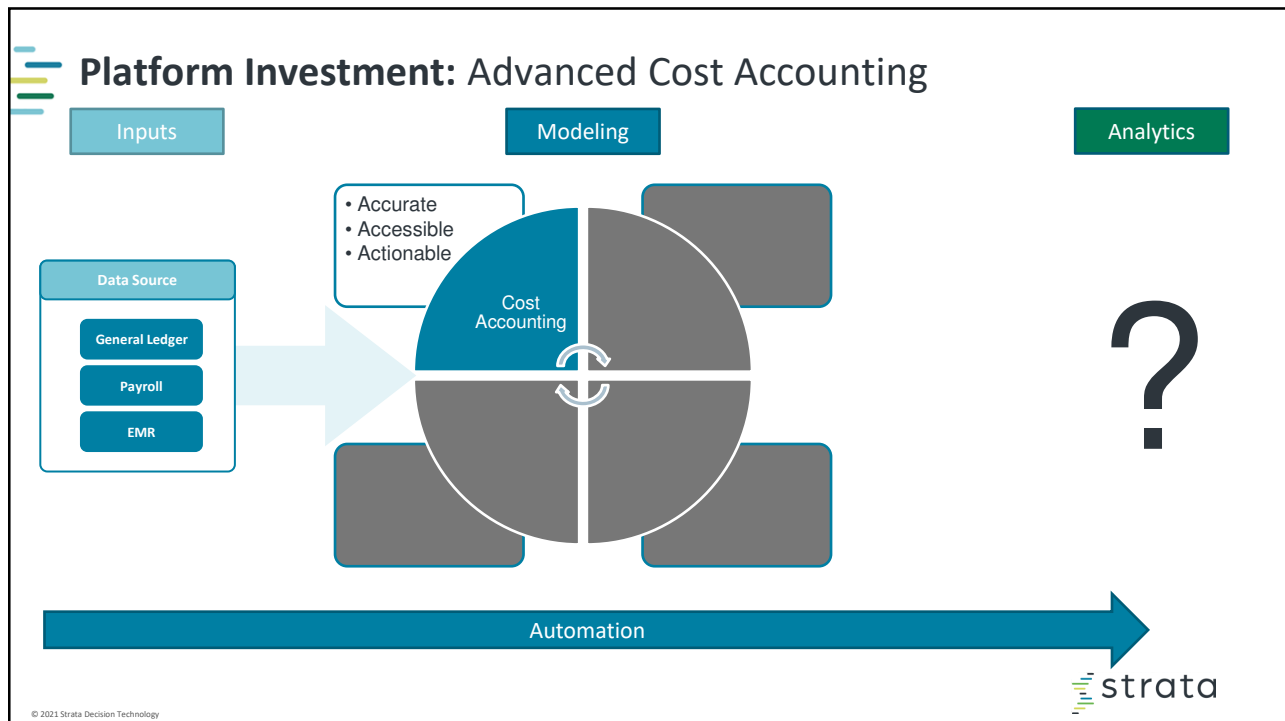 Platform Investment: Advanced Cost Accounting
Inputs
Modeling
Analytics
• Accurate
• Accessible
• Actionable
Data Source
General Ledger
Payroll
EMR
Cost
Accounting
?
Automation
strata
© 2021 Strata Decision Technology